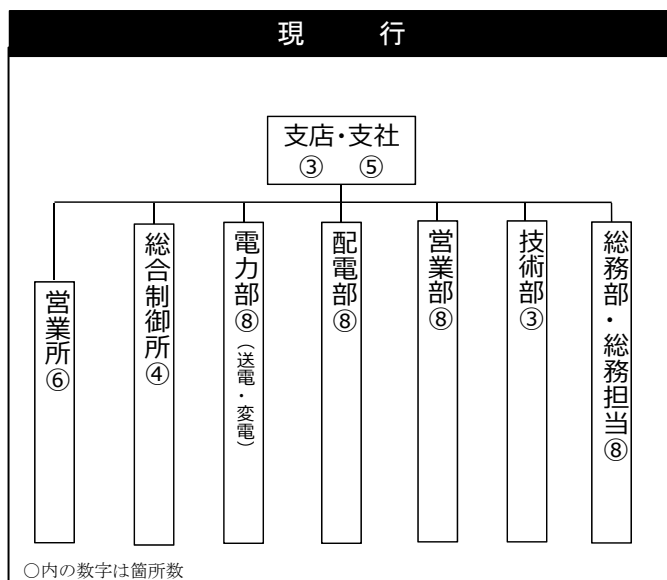 現　行
支店・支社
③　⑤
営業所⑥
総合制御所④
電力部⑧（送電・変電）
配電部⑧
営業部⑧
技術部③
総務部・総務担当⑧
○内の数字は箇所数